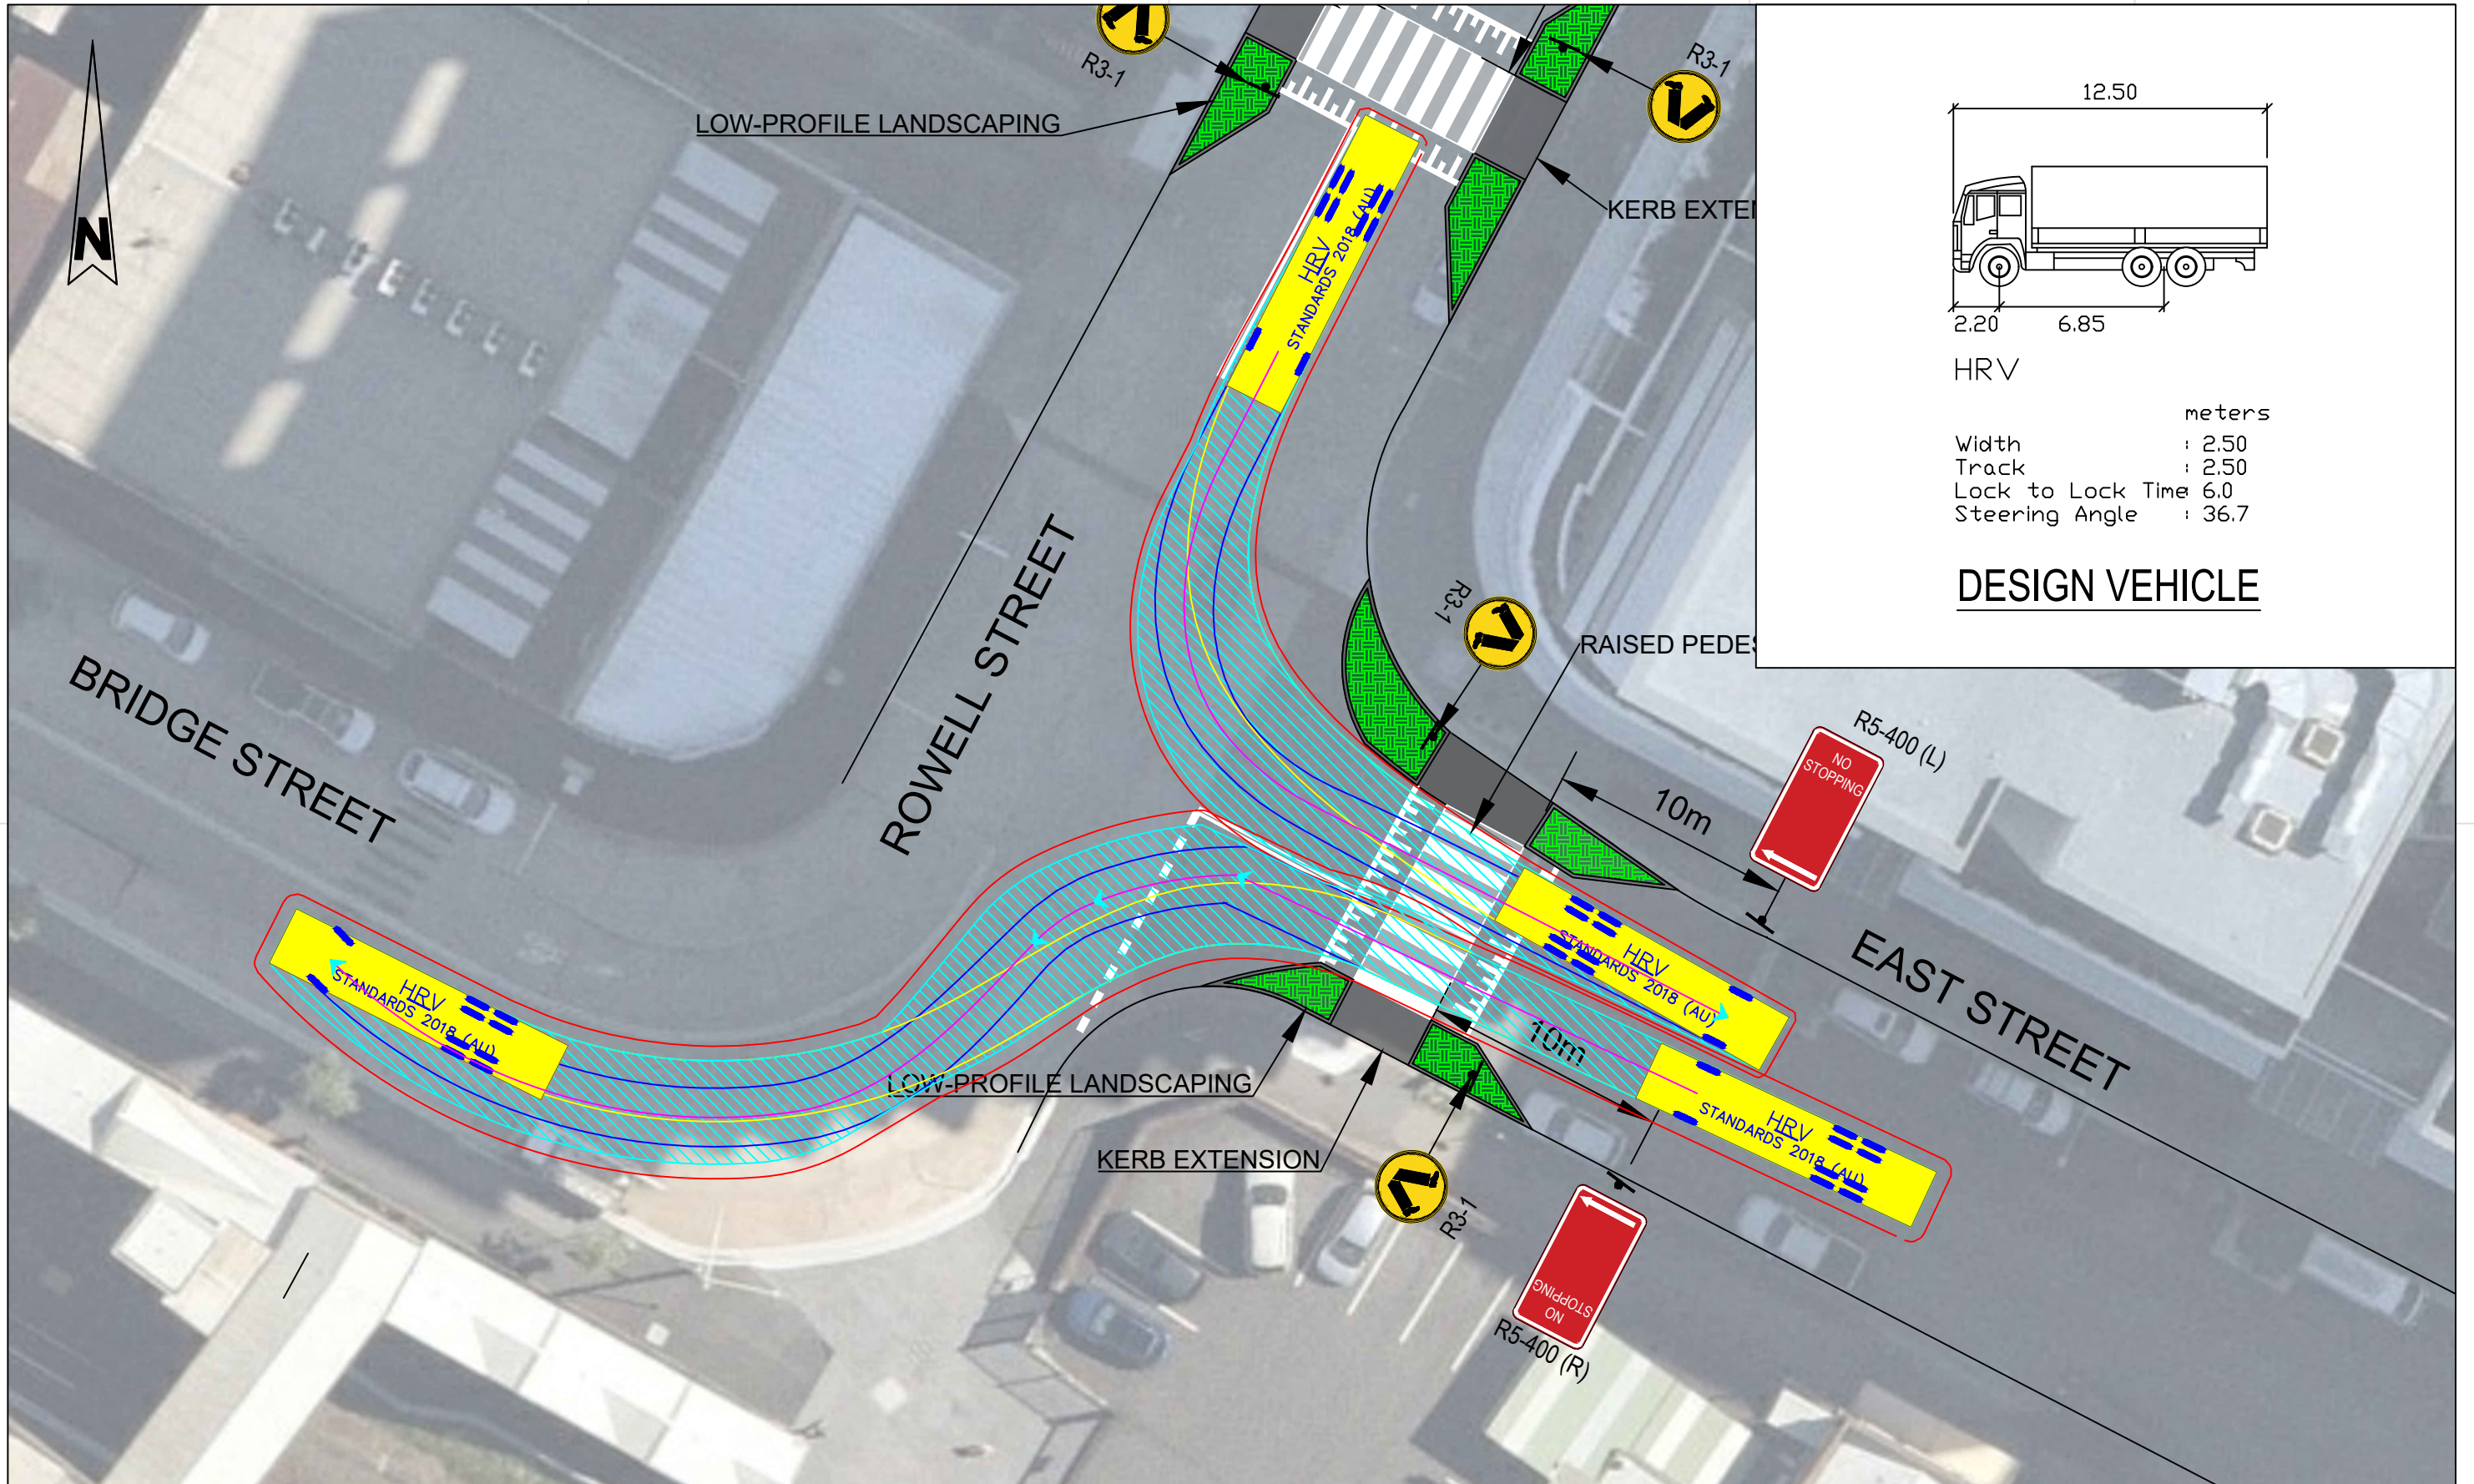 R3-1
R3-1
LOW-PROFILE LANDSCAPING
KERB EXTEN
N
HRV
STANDARDS 2018 (AU)
12.50
2.20
6.85
HRV
meters
Width : 2.50
Track : 2.50
Lock to Lock Time : 6.0
Steering Angle : 36.7
DESIGN VEHICLE
R3-1
RAISED PEDES
ROWELL STREET
BRIDGE STREET
R5-400 (L)
NO
STOPPING
10m
EAST STREET
HRV
STANDARDS 2018 (AU)
HRV
STANDARDS 2018 (AU)
10m
HRV
STANDARDS 2018 (AU)
LOW-PROFILE LANDSCAPING
KERB EXTENSION
R3-1
NO
STOPPING
R5-400 (R)